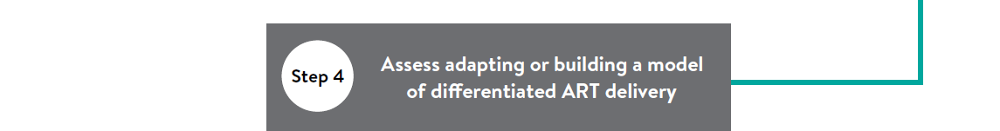 Step 4
Assess adapting or building a model
of differentiated ART delivery